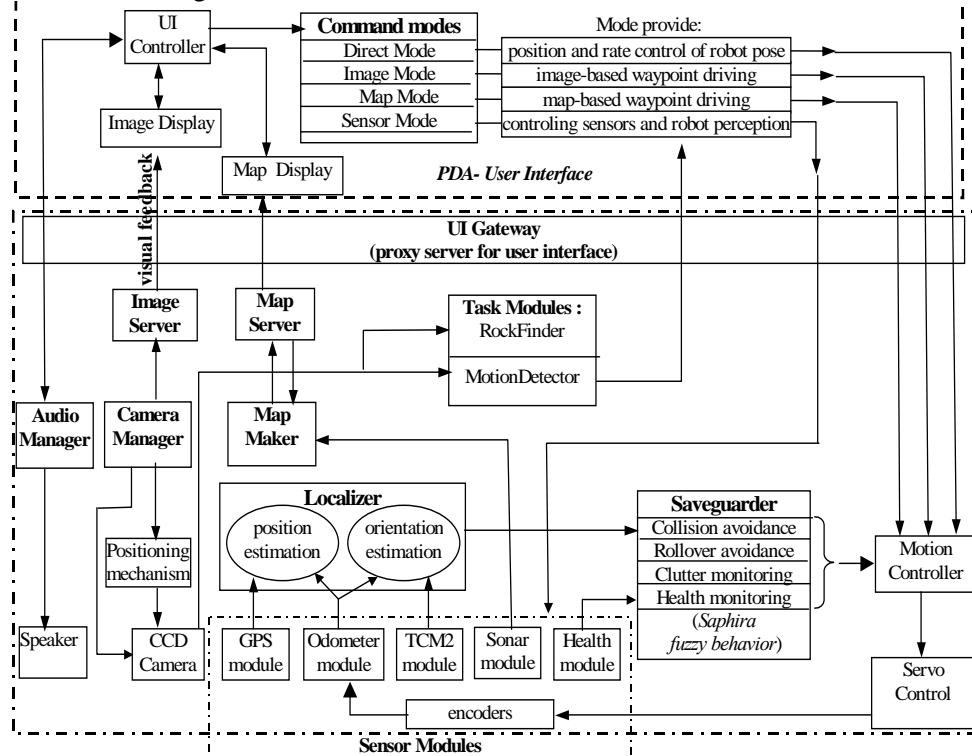 UI
Controller
Command modes
Direct Mode
Image Mode
Map Mode
Sensor Mode
Mode provide:
position and rate control of robot pose
image-based waypoint driving
map-based waypoint driving
controling sensors and robot perception
Image Display
Map Display
PDA- User Interface
visual feedback
UI Gateway
(proxy server for user interface)
Image
Server
Map
Server
Task Modules :
RockFinder
MotionDetector
Audio
Manager
Camera
Manager
Map
Maker
Localizer
position
estimation
orientation
estimation
Saveguarder
Collision avoidance
Rollover avoidance
Clutter monitoring
Health monitoring
(Saphira
fuzzy behavior)
Motion
Controller
Positioning
mechanism
Speaker
CCD
Camera
GPS
module
Odometer
module
TCM2
module
Sonar
module
Health
module
Servo
Control
encoders
Sensor Modules